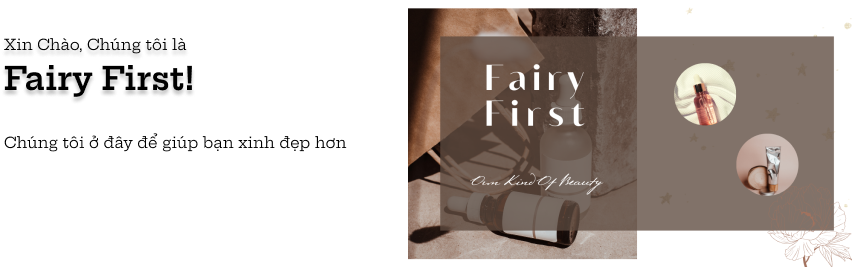 Xin Chào, Chúng tôi là
Fairy First!
Chúng tôi ở đây để giúp bạn xinh đẹp hơn
Fairy
First
Own Kind Of Beauty